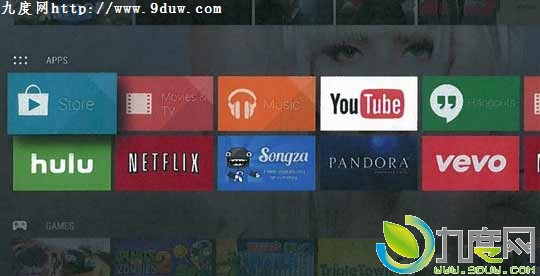 九度网http://www.9duw.com
APPS
Store
Movies &
TV
Music
YouTube
Hangouts
hulu
NETFLIX
Songza
PANDORA
vevo
GAMES
九度网
WWW.9DUW.COM